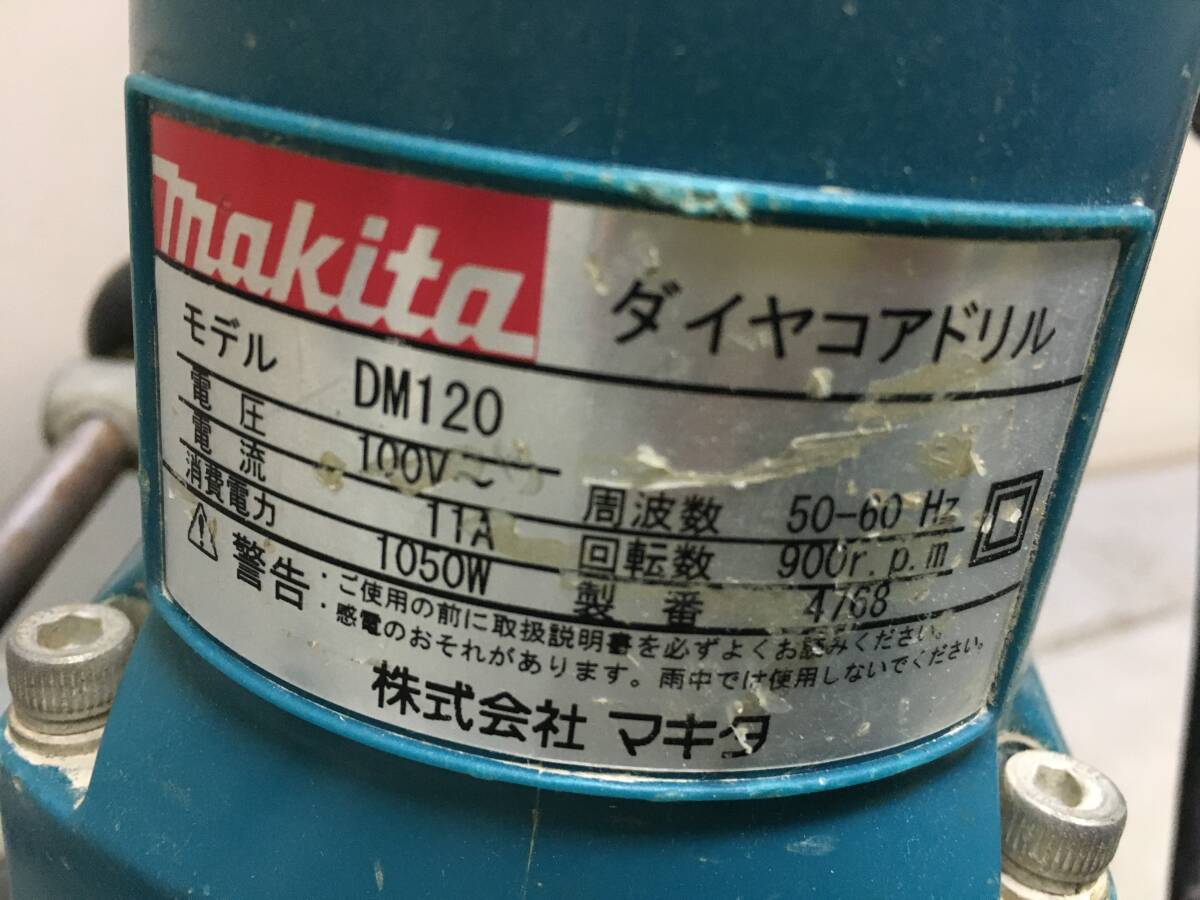 makita
ダイヤコアドリル
モデル DM120
電圧 100V～
電流 11A
消費電力 1050W
周波数 50-60 Hz
回転数 900r.p.m
製番 4768
⚠警告
・ご使用の前に取扱説明書を必ずよくお読みください。
・感電のおそれがあります。雨中では使用しないでください。
株式会社 マキタ